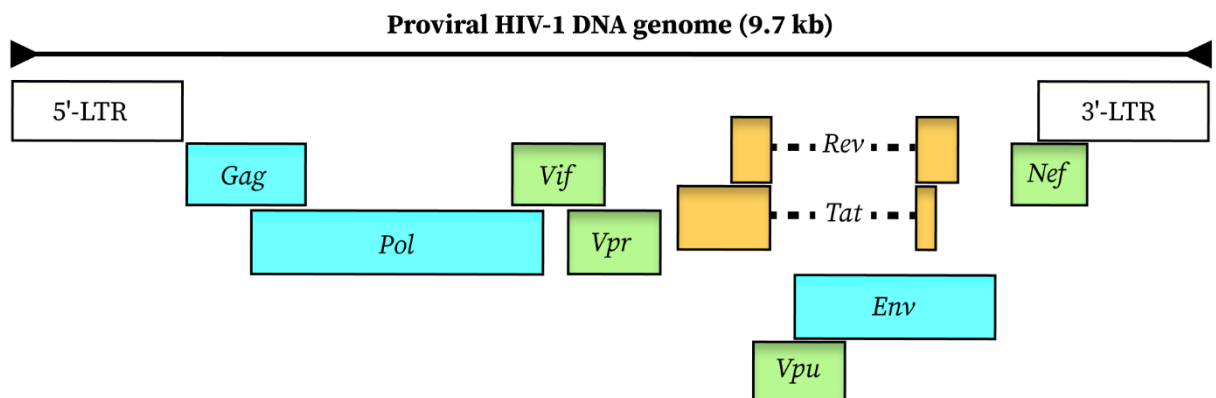 Proviral HIV-1 DNA genome (9.7 kb)
5'-LTR
3'-LTR
Rev
Gag
Vif
Nef
Tat
Pol
Vpr
Env
Vpu